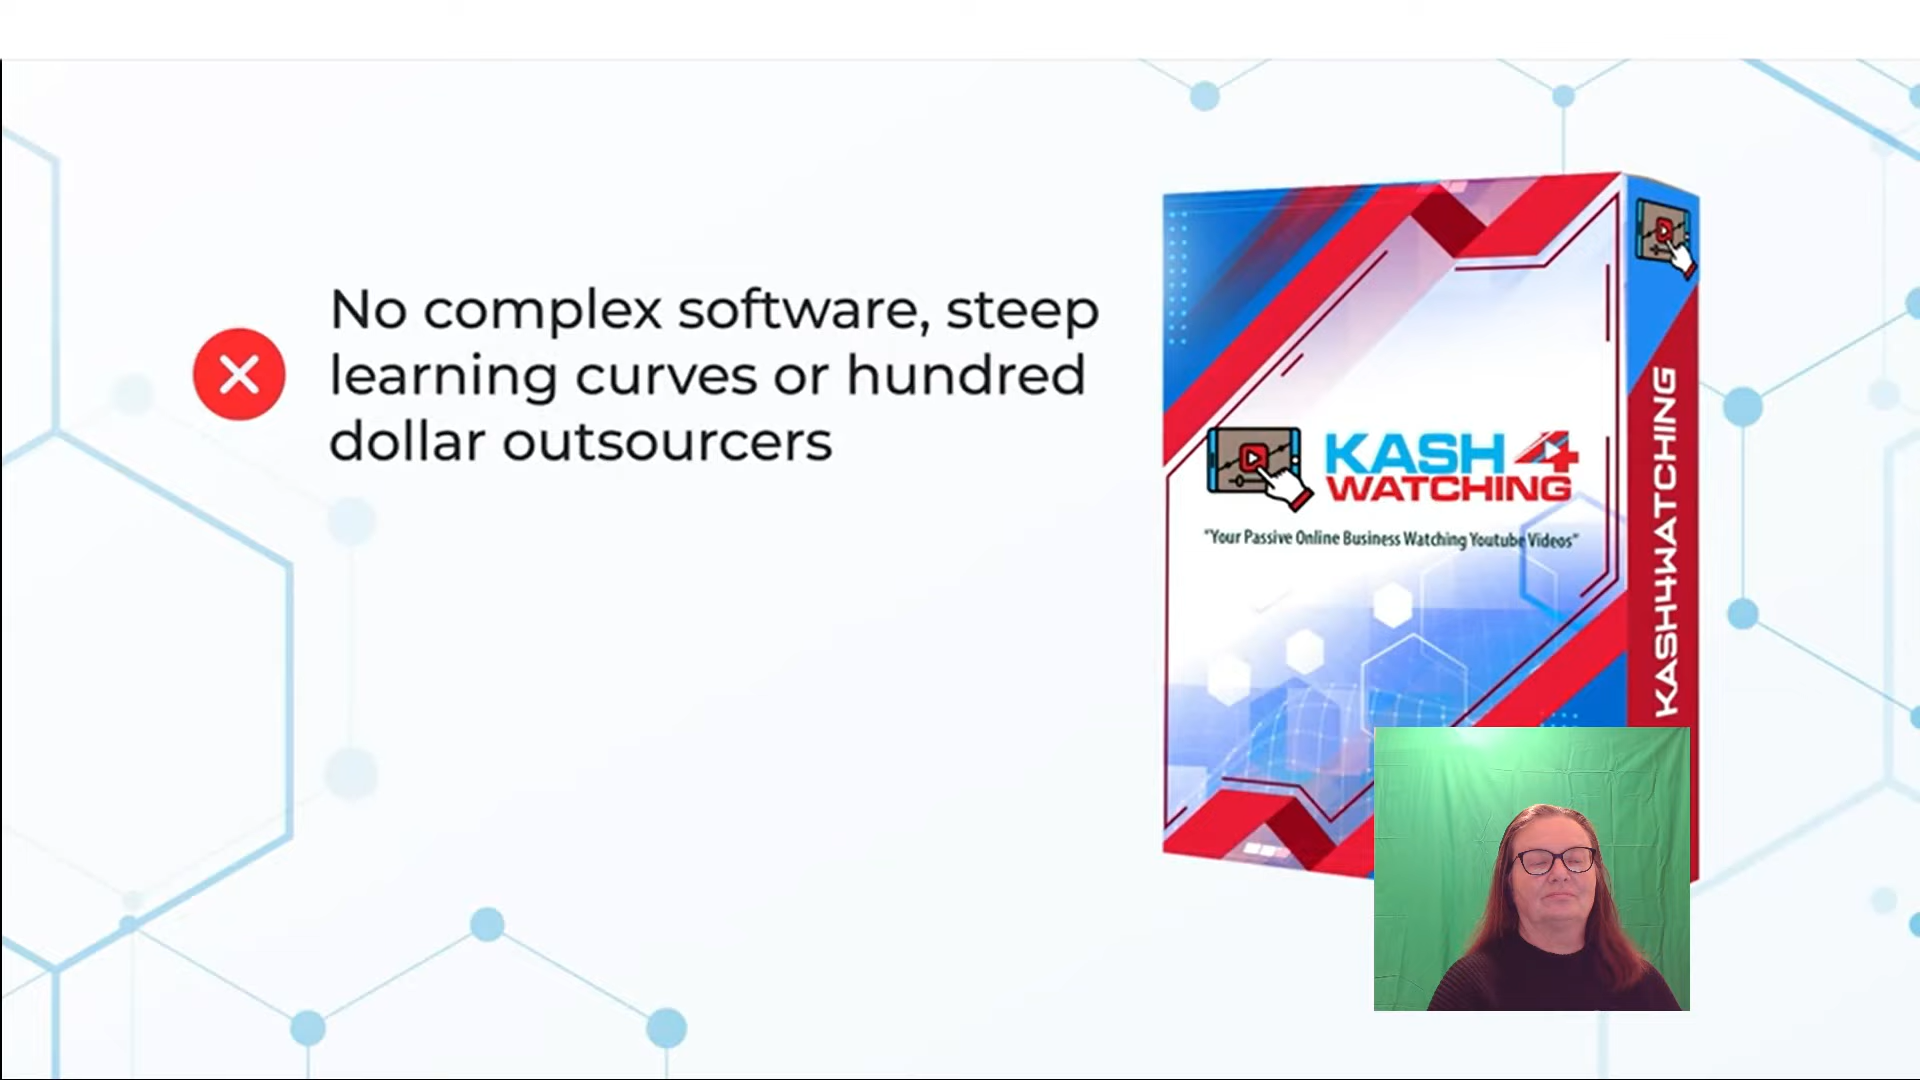 No complex software, steep
learning curves or hundred
dollar outsourcers
KASH 4
WATCHING
"Your Passive Online Business Watching Youtube Videos"
KASH4WATCHING